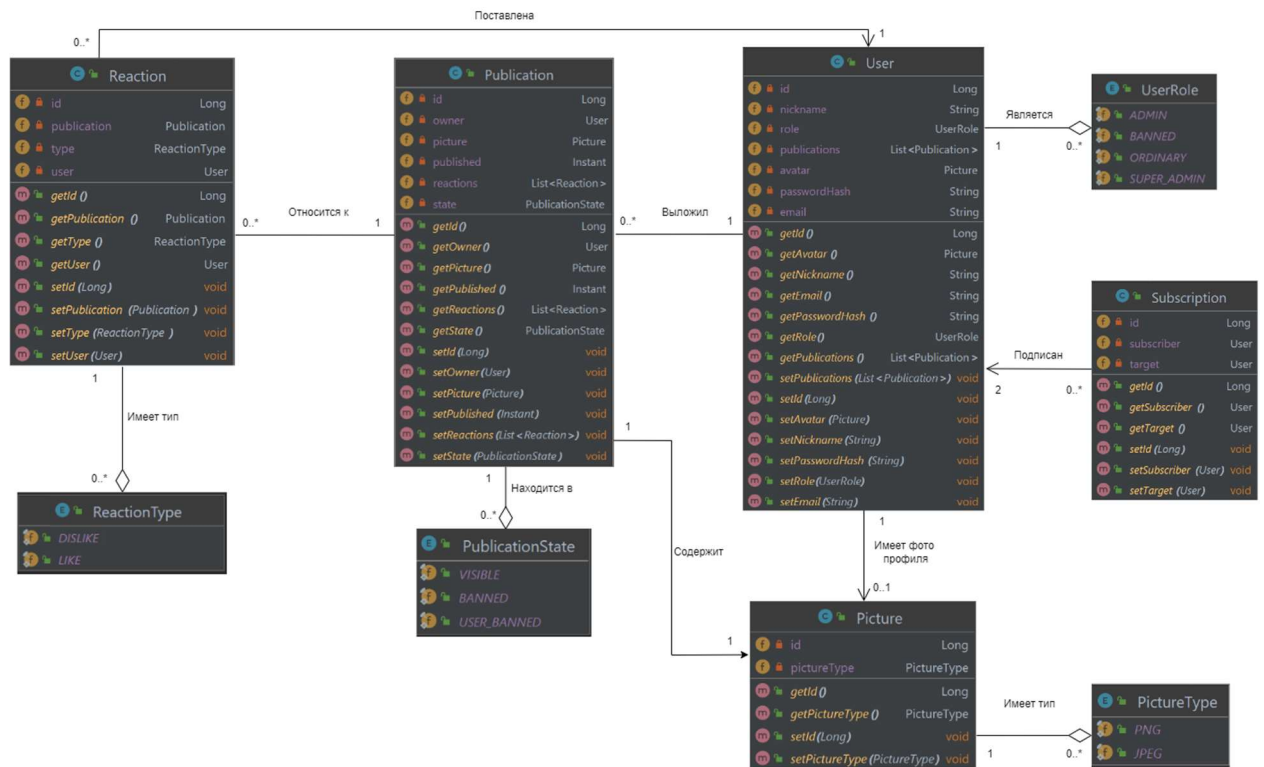 Поставлена
0..*
1
Reaction
id Long
publication Publication
type ReactionType
user User
getId () Long
getPublication () Publication
getType () ReactionType
getUser () User
setId (Long) void
setPublication (Publication ) void
setType (ReactionType ) void
setUser (User) void
0..*
Относится к
1
Publication
id Long
owner User
picture Picture
published Instant
reactions List<Reaction>
state PublicationState
getId() Long
getOwner() User
getPicture() Picture
getPublished() Instant
getReactions() List<Reaction>
getState() PublicationState
setId(Long) void
setOwner(User) void
setPicture(Picture) void
setPublished (Instant) void
setReactions(List <Reaction >) void
setState(PublicationState) void
0..*
Выложил
1
User
id Long
nickname String
role UserRole
publications List<Publication >
avatar Picture
passwordHash String
email String
getId() Long
getAvatar() Picture
getNickname() String
getEmail() String
getPasswordHash () String
getRole() UserRole
getPublications () List<Publication >
setPublications(List <Publication>) void
setId(Long) void
setAvatar(Picture) void
setNickname(String) void
setPasswordHash (String) void
setRole(UserRole) void
setEmail(String) void
Является
1
0..*
UserRole
ADMIN
BANNED
ORDINARY
SUPER_ADMIN
Subscription
id Long
subscriber User
target User
getId () Long
getSubscriber () User
getTarget () User
setId (Long) void
setSubscriber (User) void
setTarget (User) void
Подписан
2
0..*
1
Имеет тип
0..*
ReactionType
DISLIKE
LIKE
1
Находится в
0..*
PublicationState
VISIBLE
BANNED
USER_BANNED
1
Содержит
1
1
Имеет фото
профиля
0..1
Picture
id Long
pictureType PictureType
getId() Long
getPictureType () PictureType
setId(Long) void
setPictureType(PictureType) void
Имеет тип
1
0..*
PictureType
PNG
JPEG